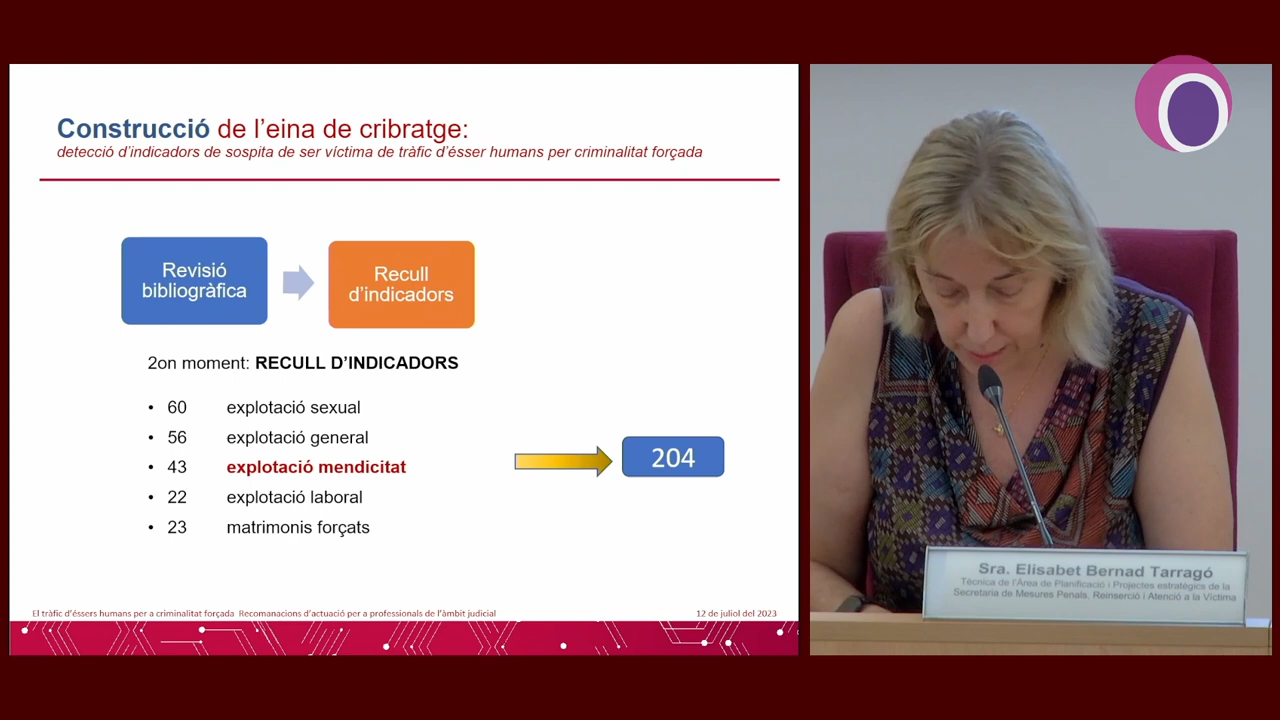 Construcció de l'eina de cribratge:
detecció d'indicadors de sospita de ser víctima de tràfic d'ésser humans per criminalitat forçada
Revisió
bibliogràfica
Recull
d'indicadors
2on moment: RECULL D'INDICADORS
• 60 explotació sexual
• 56 explotació general
• 43 explotació mendicitat
• 22 explotació laboral
• 23 matrimonis forçats
204
El tràfic d'éssers humans per a criminalitat forçada Recomanacions d'actuació per a professionals de l'àmbit judicial
12 de juliol del 2023
Sra. Elisabet Bernad Tarragó
Tècnica de l'Àrea de Planificació i Projectes estratègics de la
Secretaria de Mesures Penals, Reinserció i Atenció a la Víctima